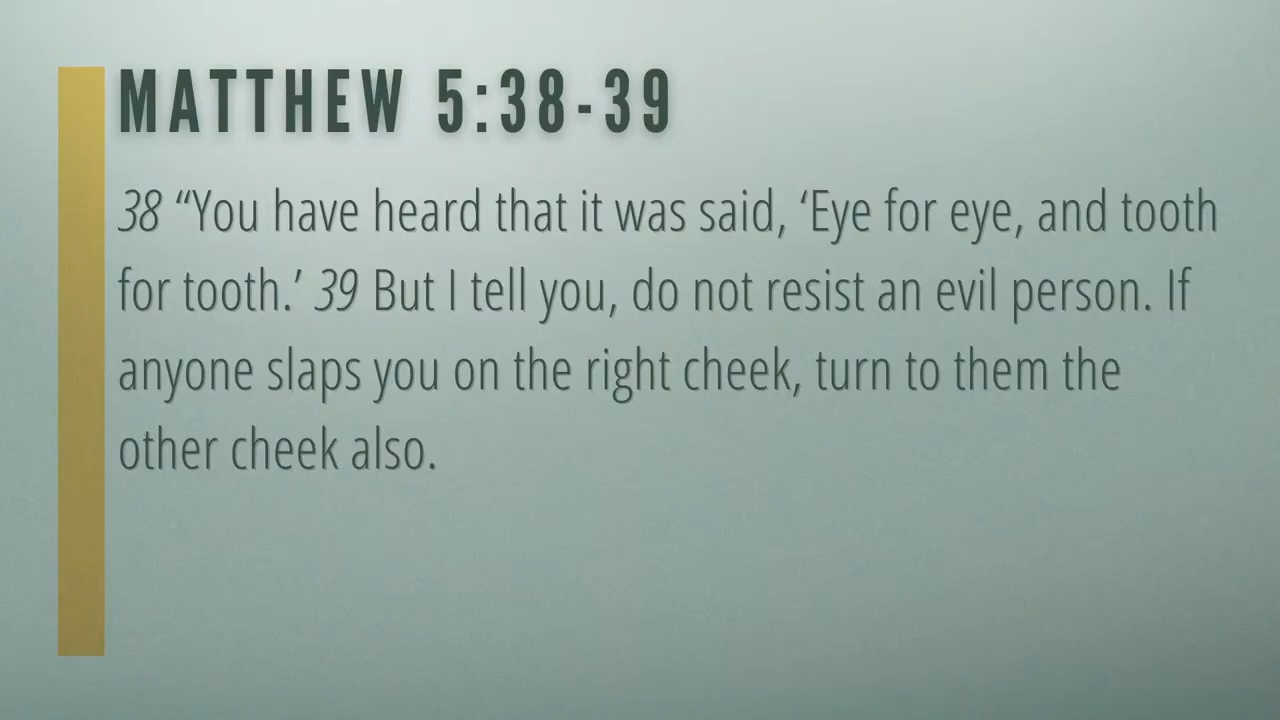 MATTHEW 5:38-39
38 “You have heard that it was said, ‘Eye for eye, and tooth
for tooth.’ 39 But I tell you, do not resist an evil person. If
anyone slaps you on the right cheek, turn to them the
other cheek also.